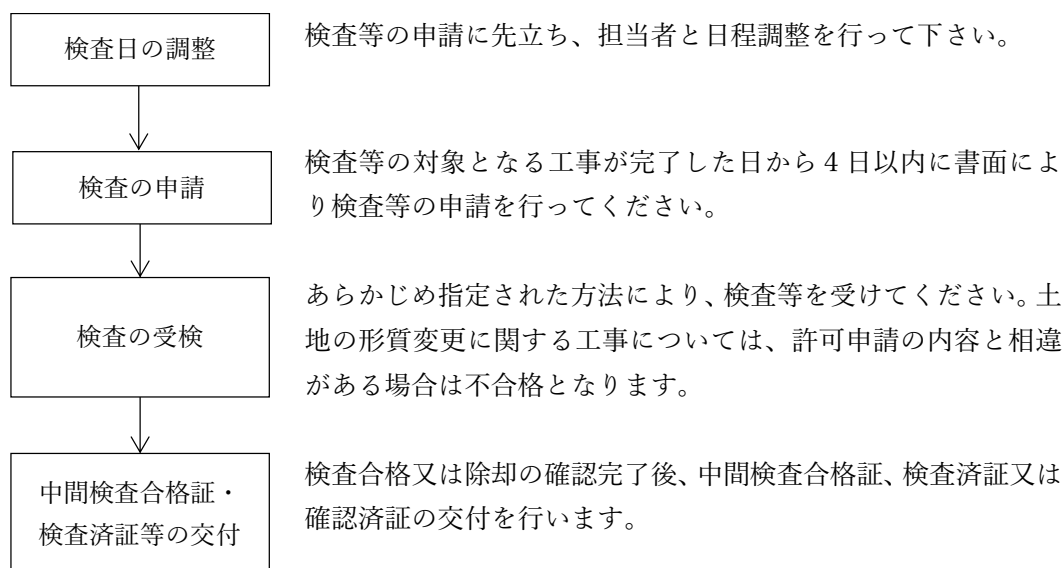 検査日の調整
検査等の申請に先立ち、担当者と日程調整を行って下さい。
検査の申請
検査等の対象となる工事が完了した日から4日以内に書面によ
り検査等の申請を行ってください。
検査の受検
あらかじめ指定された方法により、検査等を受けてください。土
地の形質変更に関する工事については、許可申請の内容と相違
がある場合は不合格となります。
中間検査合格証・
検査済証等の交付
検査合格又は除却の確認完了後、中間検査合格証、検査済証又は
確認済証の交付を行います。